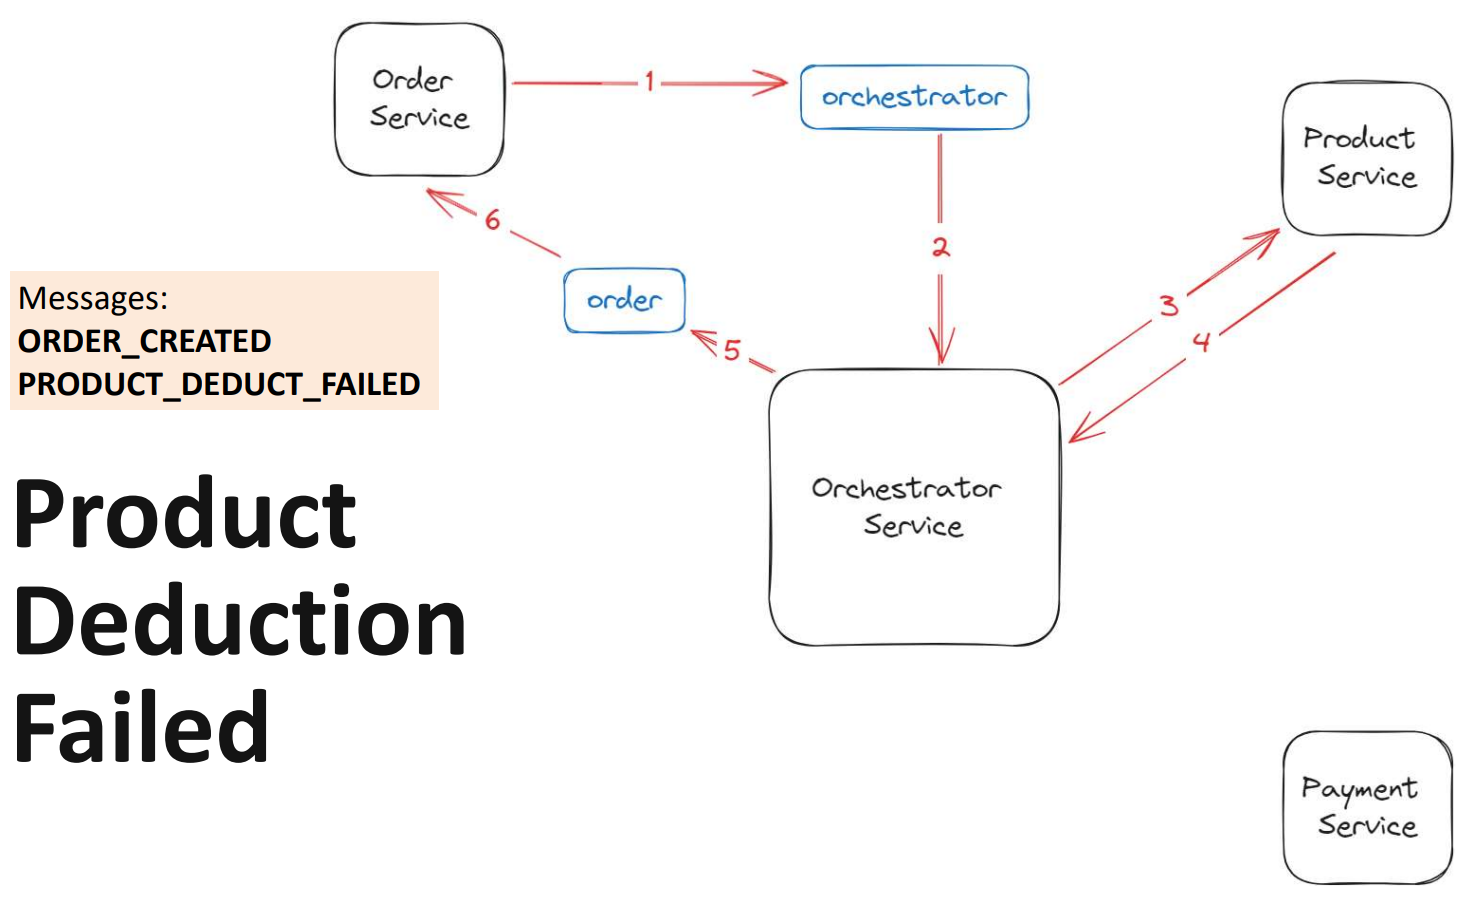 Order
Service
1
orchestrator
Product
Service
6
2
order
3
4
5
Messages:
ORDER_CREATED
PRODUCT_DEDUCT_FAILED
Orchestrator
Service
Product
Deduction
Failed
Payment
Service